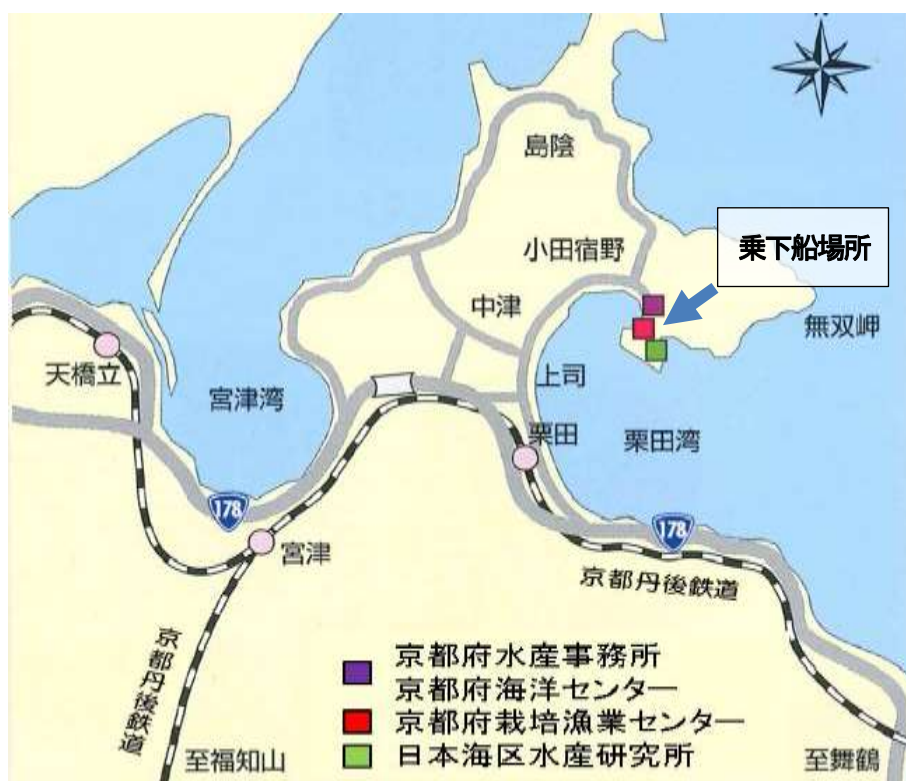 島陰
乗下船場所
小田宿野
中津
無双岬
天橋立
宮津湾
上司
栗田
栗田湾
178
178
宮津
京都丹後鉄道
京都丹後鉄道
京都府水産事務所
京都府海洋センター
京都府栽培漁業センター
日本海区水産研究所
至福知山
至舞鶴